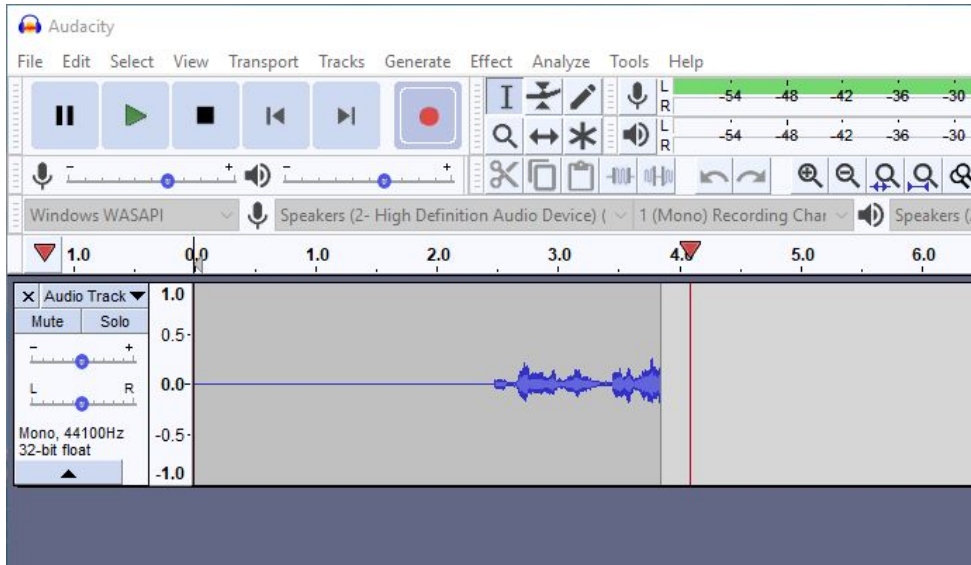 Audacity
File Edit Select View Transport Tracks Generate Effect Analyze Tools Help
L
R
-54 -48 -42 -36 -30
L
R
-54 -48 -42 -36 -30
- + - +
Windows WASAPI Speakers (2- High Definition Audio Device) ( 1 (Mono) Recording Char Speakers (
1.0 0.0 1.0 2.0 3.0 4.0 5.0 6.0
Audio Track 1.0
Mute Solo
0.5
- +
L R
0.0
Mono, 44100Hz
32-bit float
-0.5
-1.0